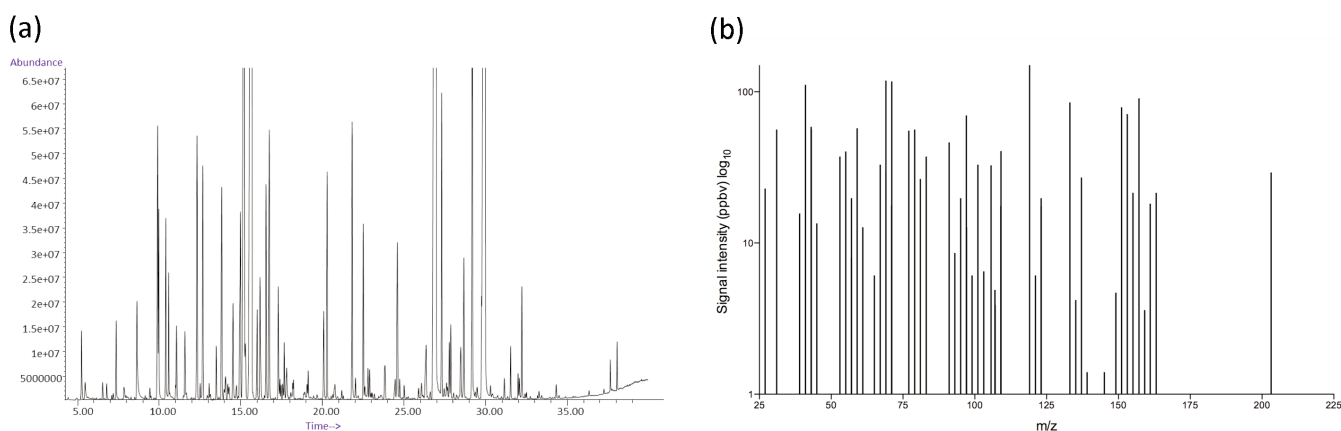 (a)
Abundance
6.5e+07
6e+07
5.5e+07
5e+07
4.5e+07
4e+07
3.5e+07
3e+07
2.5e+07
2e+07
1.5e+07
1e+07
5000000
5.00 10.00 15.00 20.00 25.00 30.00 35.00
Time-->
(b)
Signal intensity (ppbv) log10
100
10
1
25 50 75 100 125 150 175 200 225
m/z